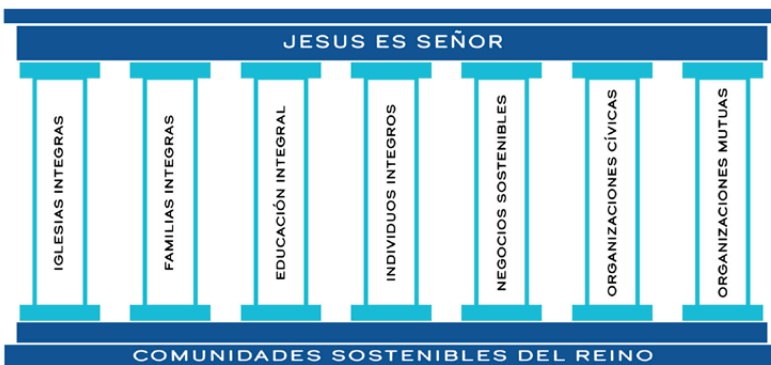 JESUS ES SEÑOR
IGLESIAS INTEGRAS
FAMILIAS INTEGRAS
EDUCACIÓN INTEGRAL
INDIVIDUOS INTEGROS
NEGOCIOS SOSTENIBLES
ORGANIZACIONES CÍVICAS
ORGANIZACIONES MUTUAS
COMUNIDADES SOSTENIBLES DEL REINO